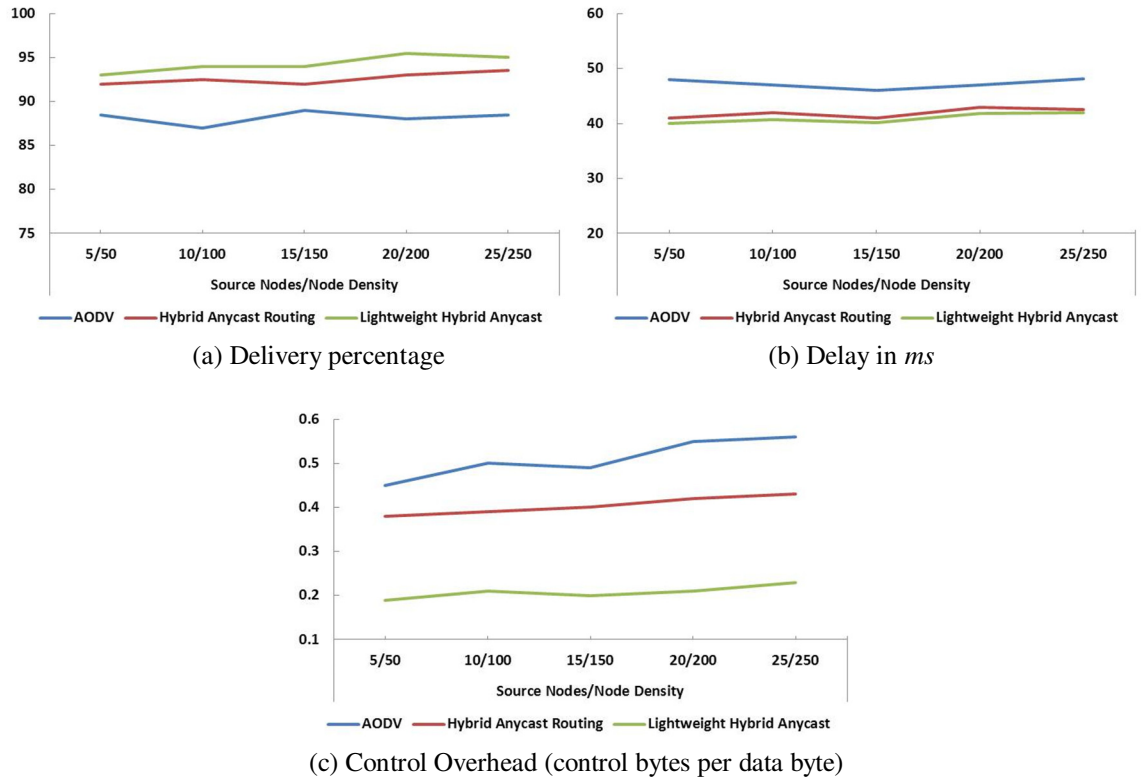 100
95
90
85
80
75
5/50 10/100 15/150 20/200 25/250
Source Nodes/Node Density
AODV Hybrid Anycast Routing Lightweight Hybrid Anycast
(a) Delivery percentage
60
50
40
30
20
5/50 10/100 15/150 20/200 25/250
Source Nodes/Node Density
AODV Hybrid Anycast Routing Lightweight Hybrid Anycast
(b) Delay in ms
0.6
0.5
0.4
0.3
0.2
0.1
5/50 10/100 15/150 20/200 25/250
Source Nodes/Node Density
AODV Hybrid Anycast Routing Lightweight Hybrid Anycast
(c) Control Overhead (control bytes per data byte)